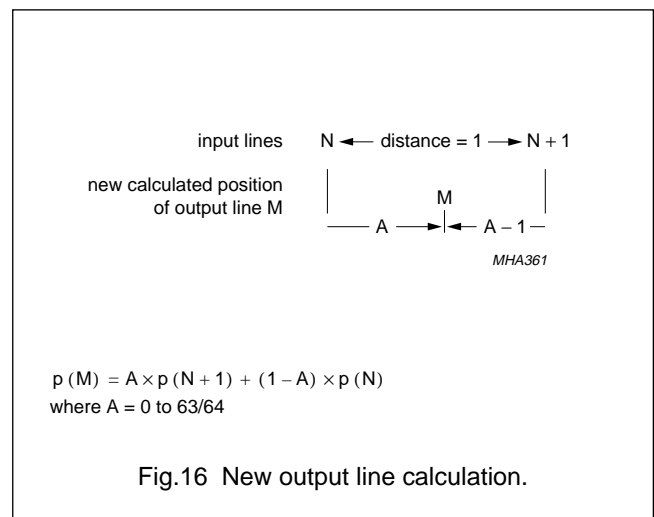 input lines N distance = 1 N + 1
new calculated position
of output line M
M
A A – 1
MHA361
p (M) = A × p (N + 1) + (1 – A) × p (N)
where A = 0 to 63/64
Fig.16 New output line calculation.